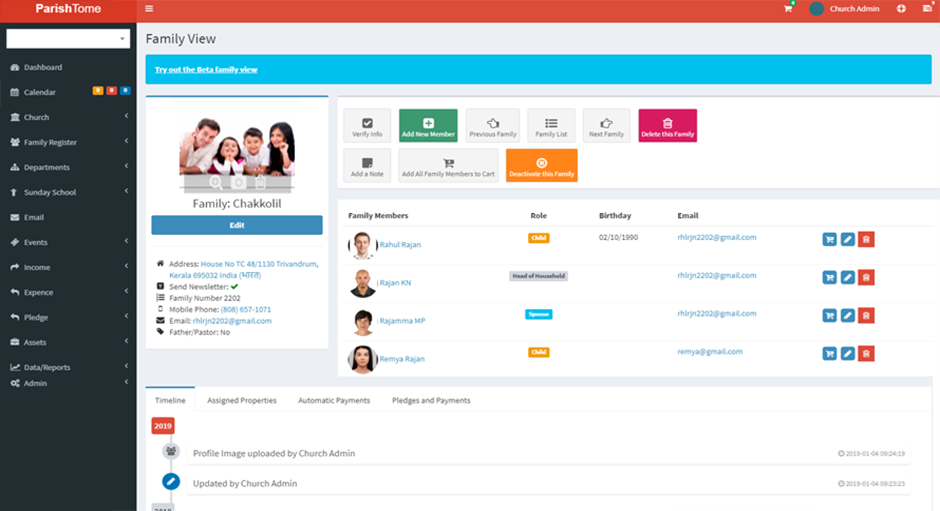 ParishTome
Church Admin
Family View
Try out the Beta family view
Dashboard
Calendar 0 0 0
Church
Family Register
Departments
Sunday School
Email
Events
Income
Expence
Pledge
Assets
Data/Reports
Admin
Family: Chakkolil
Edit
Address: House No TC 48/1130 Trivandrum,
Kerala 695032 India (भारत)
Send Newsletter:
Family Number 2202
Mobile Phone: (808) 657-1071
Email: rhlrjn2202@gmail.com
Father/Pastor: No
Verify Info
Add New Member
Previous Family
Family List
Next Family
Delete this Family
Add a Note
Add All Family Members to Cart
Deactivate this Family
Family Members Role Birthday Email
Rahul Rajan Child 02/10/1990 rhlrjn2202@gmail.com
Rajan KN Head of Household rhlrjn2202@gmail.com
Rajamma MP Spouse rhlrjn2202@gmail.com
Remya Rajan Child remya@gmail.com
Timeline Assigned Properties Automatic Payments Pledges and Payments
2019
Profile Image uploaded by Church Admin 2019-01-04 09:24:19
Updated by Church Admin 2019-01-04 09:23:23